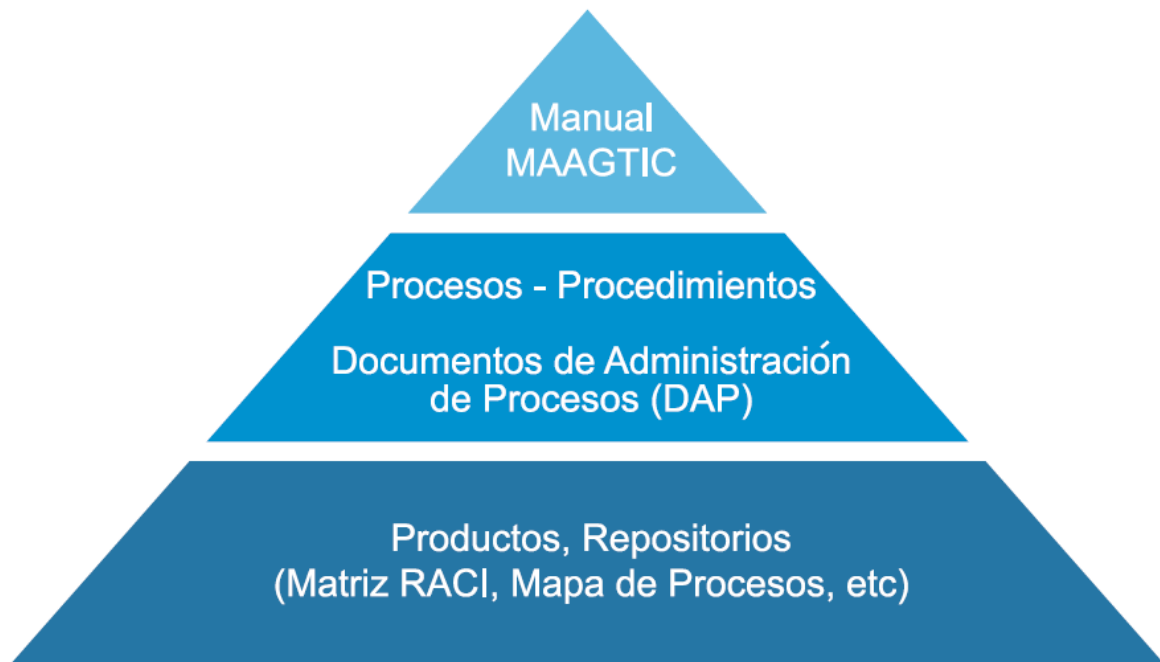 Manual
MAAGTIC
Procesos - Procedimientos
Documentos de Administración
de Procesos (DAP)
Productos, Repositorios
(Matriz RACI, Mapa de Procesos, etc)